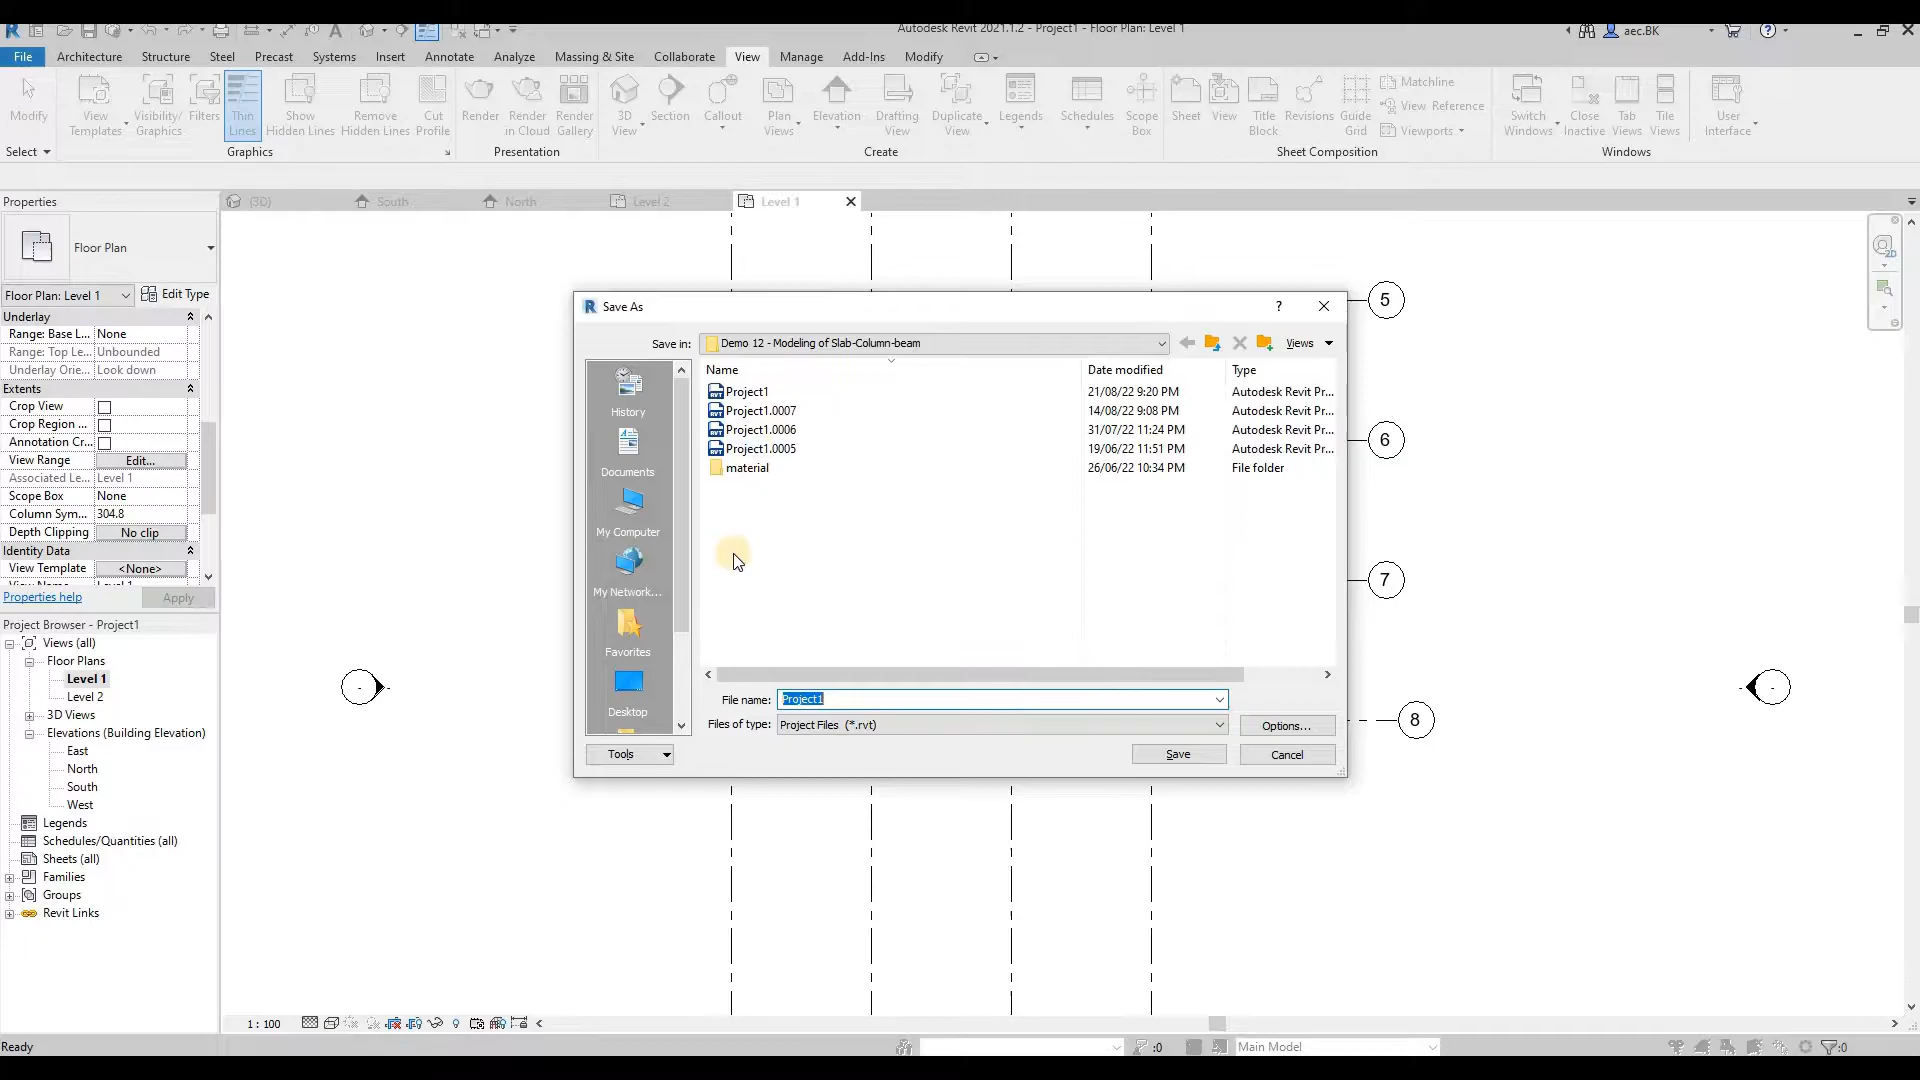 Autodesk Revit 2021.1.2 - Project1 - Floor Plan: Level 1
aec.BK
File Architecture Structure Steel Precast Systems Insert Annotate Analyze Massing & Site Collaborate View Manage Add-Ins Modify
Modify
View Templates
Visibility/ Graphics
Filters
Thin Lines
Show Hidden Lines
Remove Hidden Lines
Cut Profile
Render
Render in Cloud
Render Gallery
3D View
Section
Callout
Plan Views
Elevation
Drafting View
Duplicate View
Legends
Schedules
Scope Box
Sheet
View
Title Block
Revisions
Guide Grid
Matchline
View Reference
Viewports
Switch Windows
Close Inactive
Tab Views
Tile Views
User Interface
Select
Graphics
Presentation
Create
Sheet Composition
Windows
Properties
(3D)
South
North
Level 2
Level 1
Floor Plan
Floor Plan: Level 1
Edit Type
Underlay
Range: Base L... None
Range: Top Le... Unbounded
Underlay Orie... Look down
Extents
Crop View
Crop Region ...
Annotation Cr...
View Range Edit...
Associated Le... Level 1
Scope Box None
Column Sym... 304.8
Depth Clipping No clip
Identity Data
View Template <None>
Properties help
Apply
Project Browser - Project1
Views (all)
Floor Plans
Level 1
Level 2
3D Views
Elevations (Building Elevation)
East
North
South
West
Legends
Schedules/Quantities (all)
Sheets (all)
Families
Groups
Revit Links
Save As
?
Save in: Demo 12 - Modeling of Slab-Column-beam
Views
Name Date modified Type
Project1 21/08/22 9:20 PM Autodesk Revit Pr...
Project1.0007 14/08/22 9:08 PM Autodesk Revit Pr...
Project1.0006 31/07/22 11:24 PM Autodesk Revit Pr...
Project1.0005 19/06/22 11:51 PM Autodesk Revit Pr...
material 26/06/22 10:34 PM File folder
History
Documents
My Computer
My Network...
Favorites
Desktop
File name: Project1
Files of type: Project Files (*.rvt)
Options...
Tools
Save
Cancel
5
6
7
8
2D
1 : 100
Ready
:0
Main Model
:0